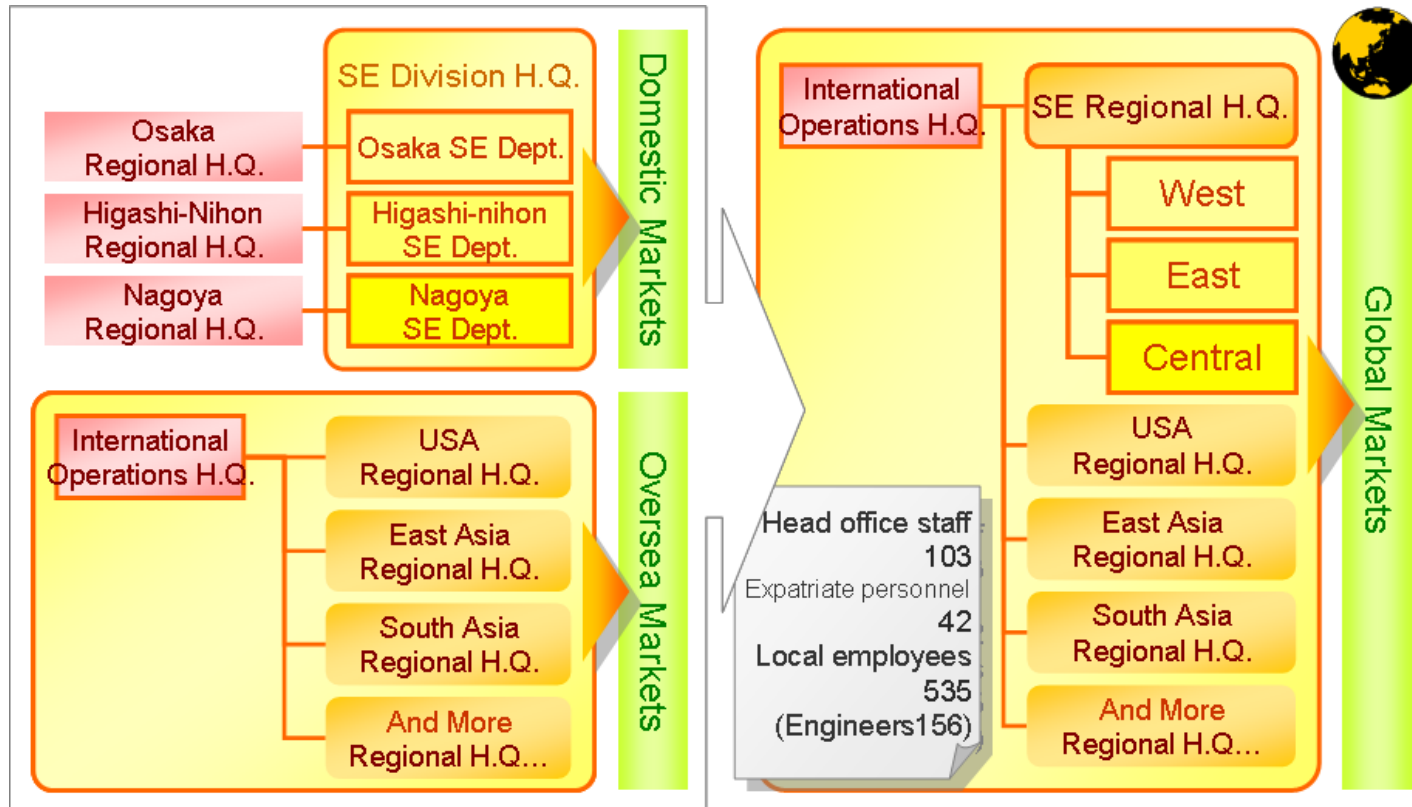 SE Division H.Q.
Osaka
Regional H.Q.
Osaka SE Dept.
Higashi-Nihon
Regional H.Q.
Higashi-nihon
SE Dept.
Nagoya
Regional H.Q.
Nagoya
SE Dept.
Domestic Markets
International
Operations H.Q.
USA
Regional H.Q.
East Asia
Regional H.Q.
South Asia
Regional H.Q.
And More
Regional H.Q...
Oversea Markets
International
Operations H.Q.
SE Regional H.Q.
West
East
Central
USA
Regional H.Q.
East Asia
Regional H.Q.
South Asia
Regional H.Q.
And More
Regional H.Q...
Head office staff
103
Expatriate personnel
42
Local employees
535
(Engineers156)
Global Markets